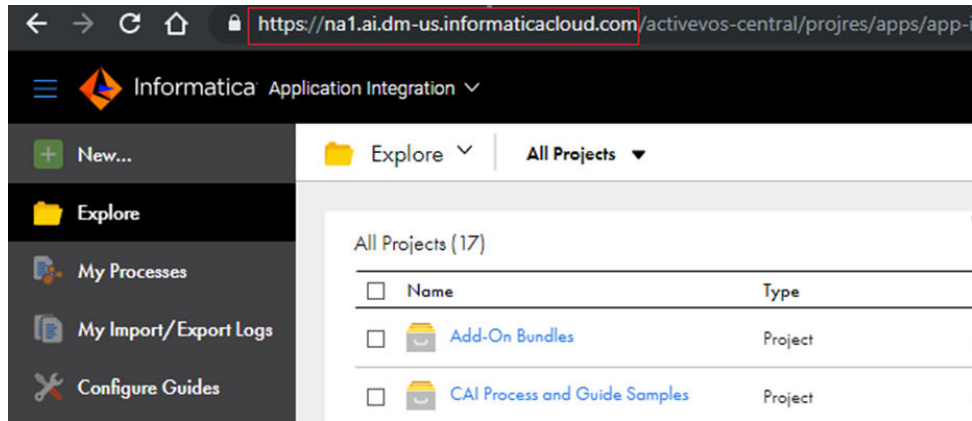 https://na1.ai.dm-us.informaticacloud.com/activevos-central/projres/apps/app-
Informatica Application Integration
New...
Explore
All Projects
Explore
All Projects (17)
My Processes
Name
Type
My Import/Export Logs
Add-On Bundles
Project
Configure Guides
CAI Process and Guide Samples
Project